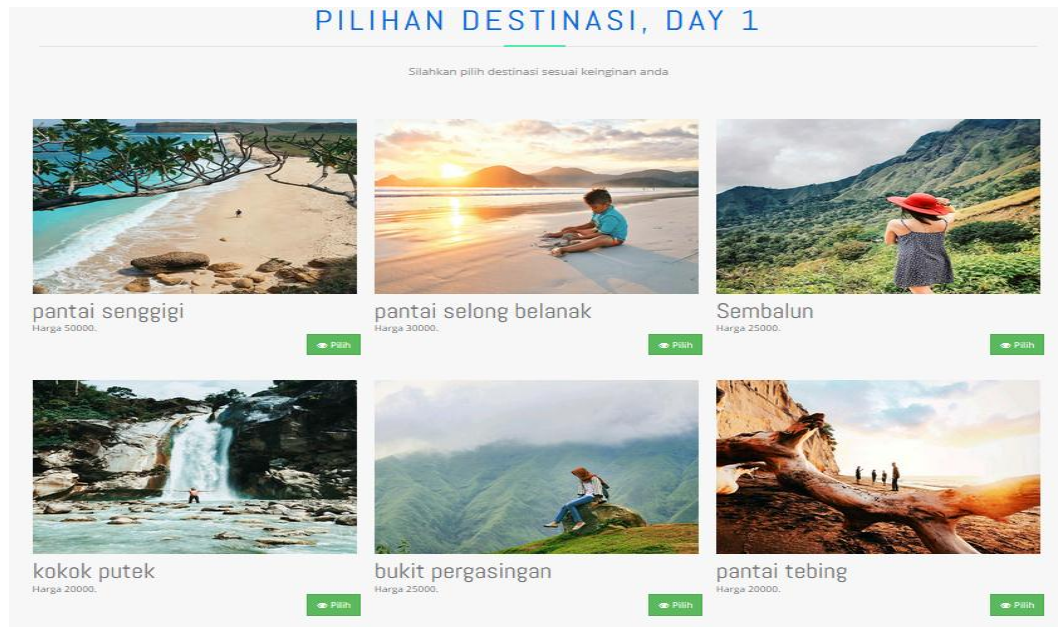 PILIHAN DESTINASI, DAY 1
Silahkan pilih destinasi sesuai keinginan anda
pantai senggigi
Harga 50000.
Pilih
pantai selong belanak
Harga 30000.
Pilih
Sembalun
Harga 25000.
Pilih
kokok putek
Harga 20000.
Pilih
bukit pergasingan
Harga 25000.
Pilih
pantai tebing
Harga 20000.
Pilih